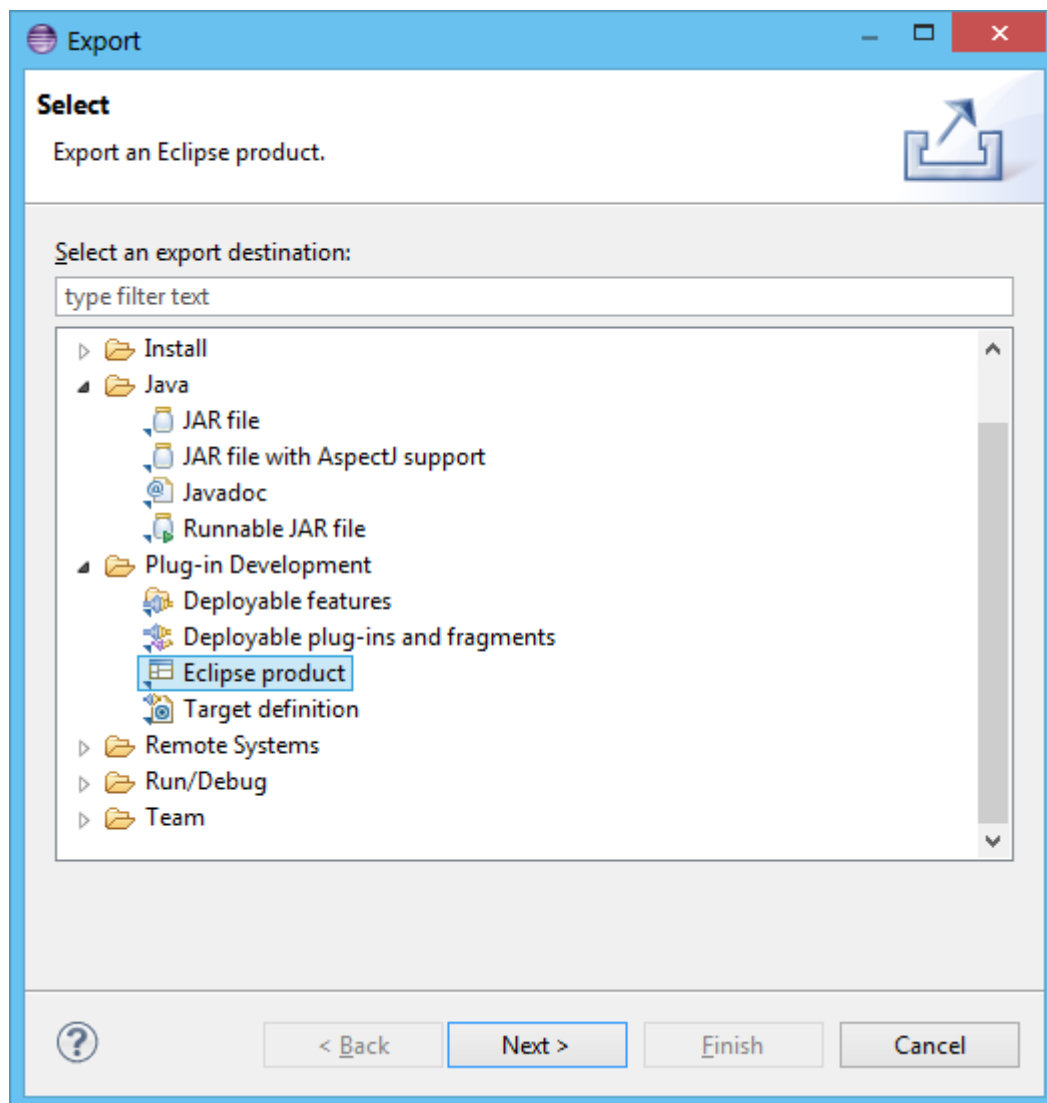 Export
Select
Export an Eclipse product.
Select an export destination:
type filter text
Install
Java
JAR file
JAR file with AspectJ support
Javadoc
Runnable JAR file
Plug-in Development
Deployable features
Deployable plug-ins and fragments
Eclipse product
Target definition
Remote Systems
Run/Debug
Team
? < Back Next > Finish Cancel